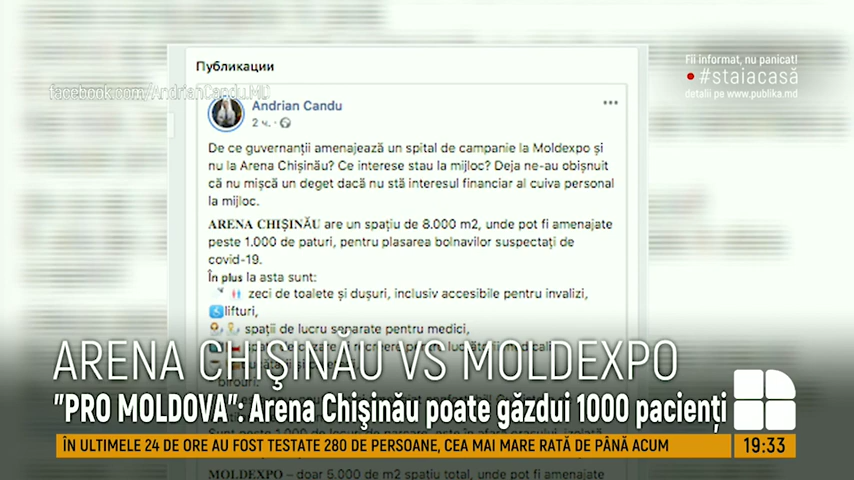 Публикации
Fii informat, nu panicat!
#staiacasă
detalii pe www.publika.md
facebook.com/AndrianCandu.MD
Andrian Candu
2 ч.
De ce guvernanții amenajează un spital de campanie la Moldexpo și
nu la Arena Chișinău? Ce interese stau la mijloc? Deja ne-au obișnuit
că nu mișcă un deget dacă nu stă interesul financiar al cuiva personal
la mijloc.
ARENA CHIȘINĂU are un spațiu de 8.000 m2, unde pot fi amenajate
peste 1.000 de paturi, pentru plasarea bolnavilor suspectați de
covid-19.
În plus la asta sunt:
zeci de toalete și dușuri, inclusiv accesibile pentru invalizi,
lifturi,
spații de lucru separate pentru medici,
ARENA CHIŞINĂU VS MOLDEXPO
birouri
"PRO MOLDOVA": Arena Chişinău poate găzdui 1000 pacienți
ÎN ULTIMELE 24 DE ORE AU FOST TESTATE 280 DE PERSOANE, CEA MAI MARE RATĂ DE PÂNĂ ACUM
19:33
MOLDEXPO – doar 5.000 de m2 spațiu total, unde pot fi amenajate